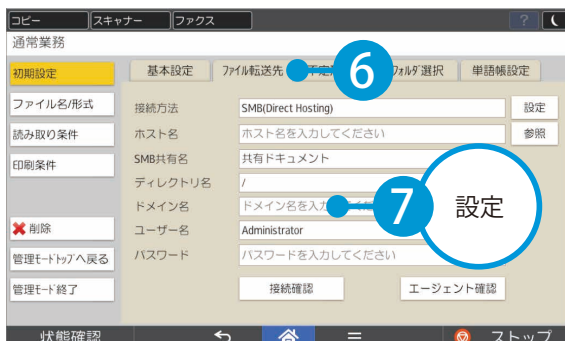 コピー スキャナー ファックス ?
通常業務
初期設定 基本設定 ファイル転送先 6 フォルダ選択 単語帳設定
ファイル名/形式 接続方法 SMB(Direct Hosting) 設定
読み取り条件 ホスト名 ホスト名を入力してください 参照
印刷条件 SMB共有名 共有ドキュメント
ディレクトリ名 /
ドメイン名 ドメイン名を入力 7 設定
削除 ユーザー名 Administrator
管理モードトップへ戻る パスワード パスワードを入力してください
管理モード終了 接続確認 エージェント確認
状態確認 ストップ